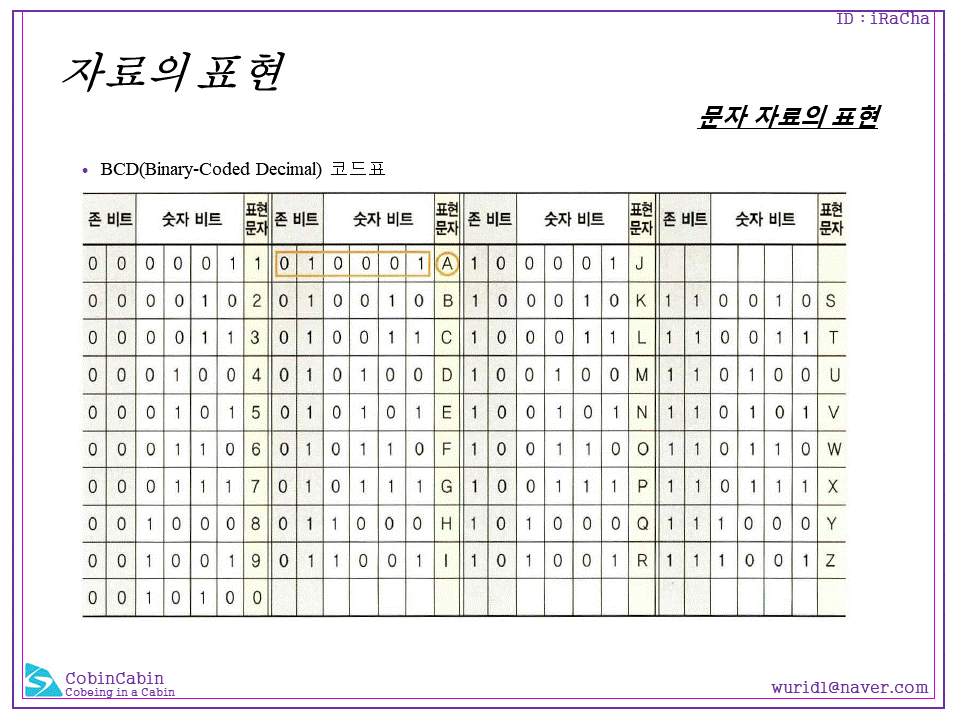 ID : iRaCha
자료의 표현
문자 자료의 표현
• BCD(Binary-Coded Decimal) 코드표
존 비트 숫자 비트 표현 문자 존 비트 숫자 비트 표현 문자 존 비트 숫자 비트 표현 문자 존 비트 숫자 비트 표현 문자
0 0 0 0 0 1 1 0 1 0 0 0 1 A 1 0 0 0 0 1 J
0 0 0 0 1 0 2 0 1 0 0 1 0 B 1 0 0 0 1 0 K 1 1 0 0 1 0 S
0 0 0 0 1 1 3 0 1 0 0 1 1 C 1 0 0 0 1 1 L 1 1 0 0 1 1 T
0 0 0 1 0 0 4 0 1 0 1 0 0 D 1 0 0 1 0 0 M 1 1 0 1 0 0 U
0 0 0 1 0 1 5 0 1 0 1 0 1 E 1 0 0 1 0 1 N 1 1 0 1 0 1 V
0 0 0 1 1 0 6 0 1 0 1 1 0 F 1 0 0 1 1 0 O 1 1 0 1 1 0 W
0 0 0 1 1 1 7 0 1 0 1 1 1 G 1 0 0 1 1 1 P 1 1 0 1 1 1 X
0 0 1 0 0 0 8 0 1 1 0 0 0 H 1 0 1 0 0 0 Q 1 1 1 0 0 0 Y
0 0 1 0 0 1 9 0 1 1 0 0 1 I 1 0 1 0 0 1 R 1 1 1 0 0 1 Z
0 0 1 0 1 0 0
CobinCabin
Cobeing in a Cabin
wurid1@naver.com